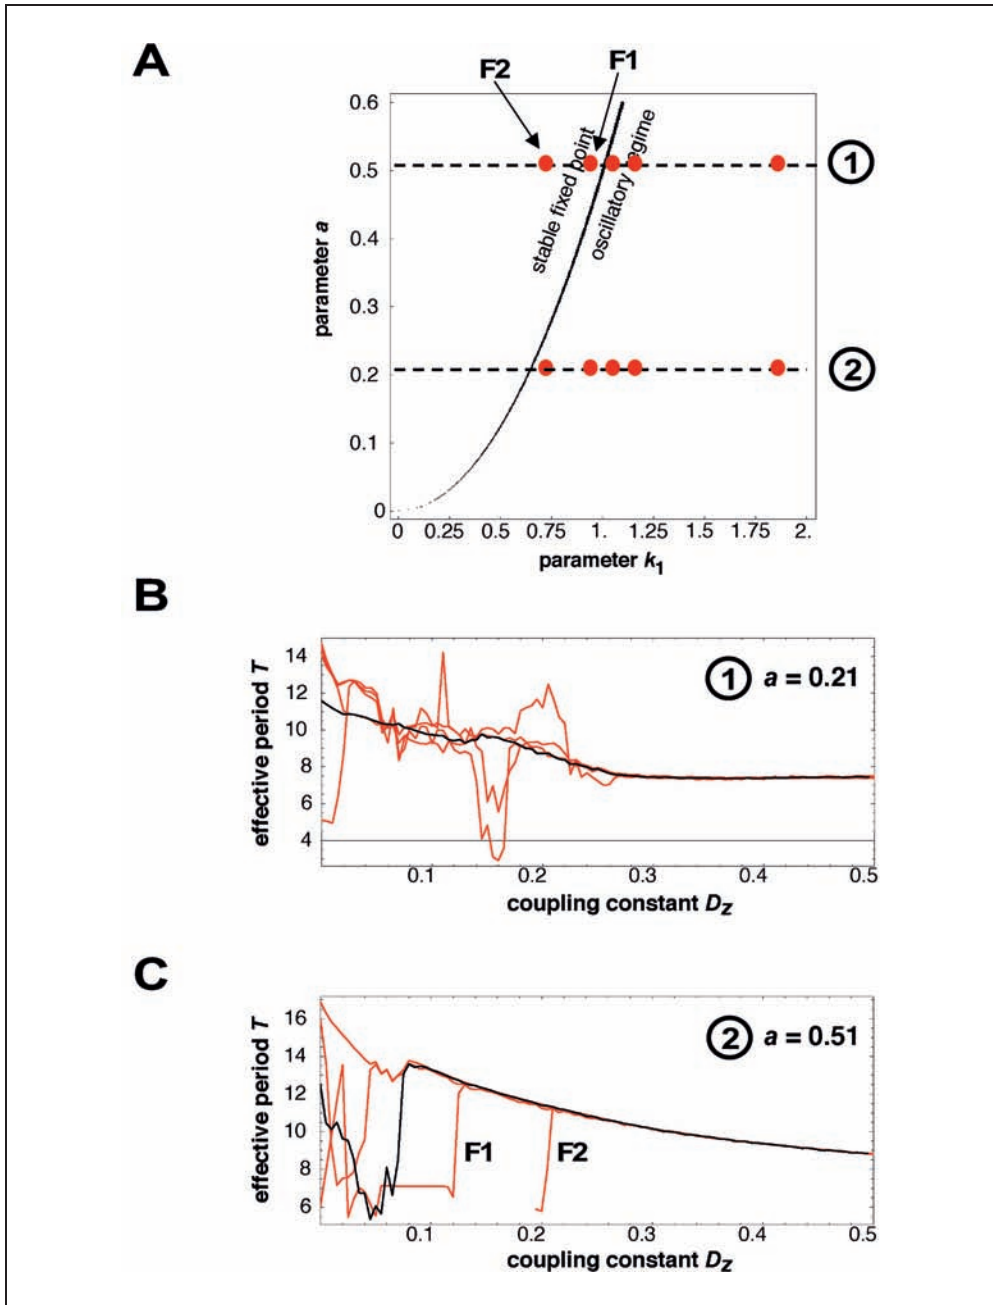 A
F2
F1
parameter a
0.6
0.5
0.4
0.3
0.2
0.1
0
stable fixed point
oscillatory regime
1
2
0 0.25 0.5 0.75 1. 1.25 1.5 1.75 2.
parameter k1
B
effective period T
14
12
10
8
6
4
1 a = 0.21
0.1 0.2 0.3 0.4 0.5
coupling constant DZ
C
effective period T
16
14
12
10
8
6
2 a = 0.51
F1
F2
0.1 0.2 0.3 0.4 0.5
coupling constant DZ